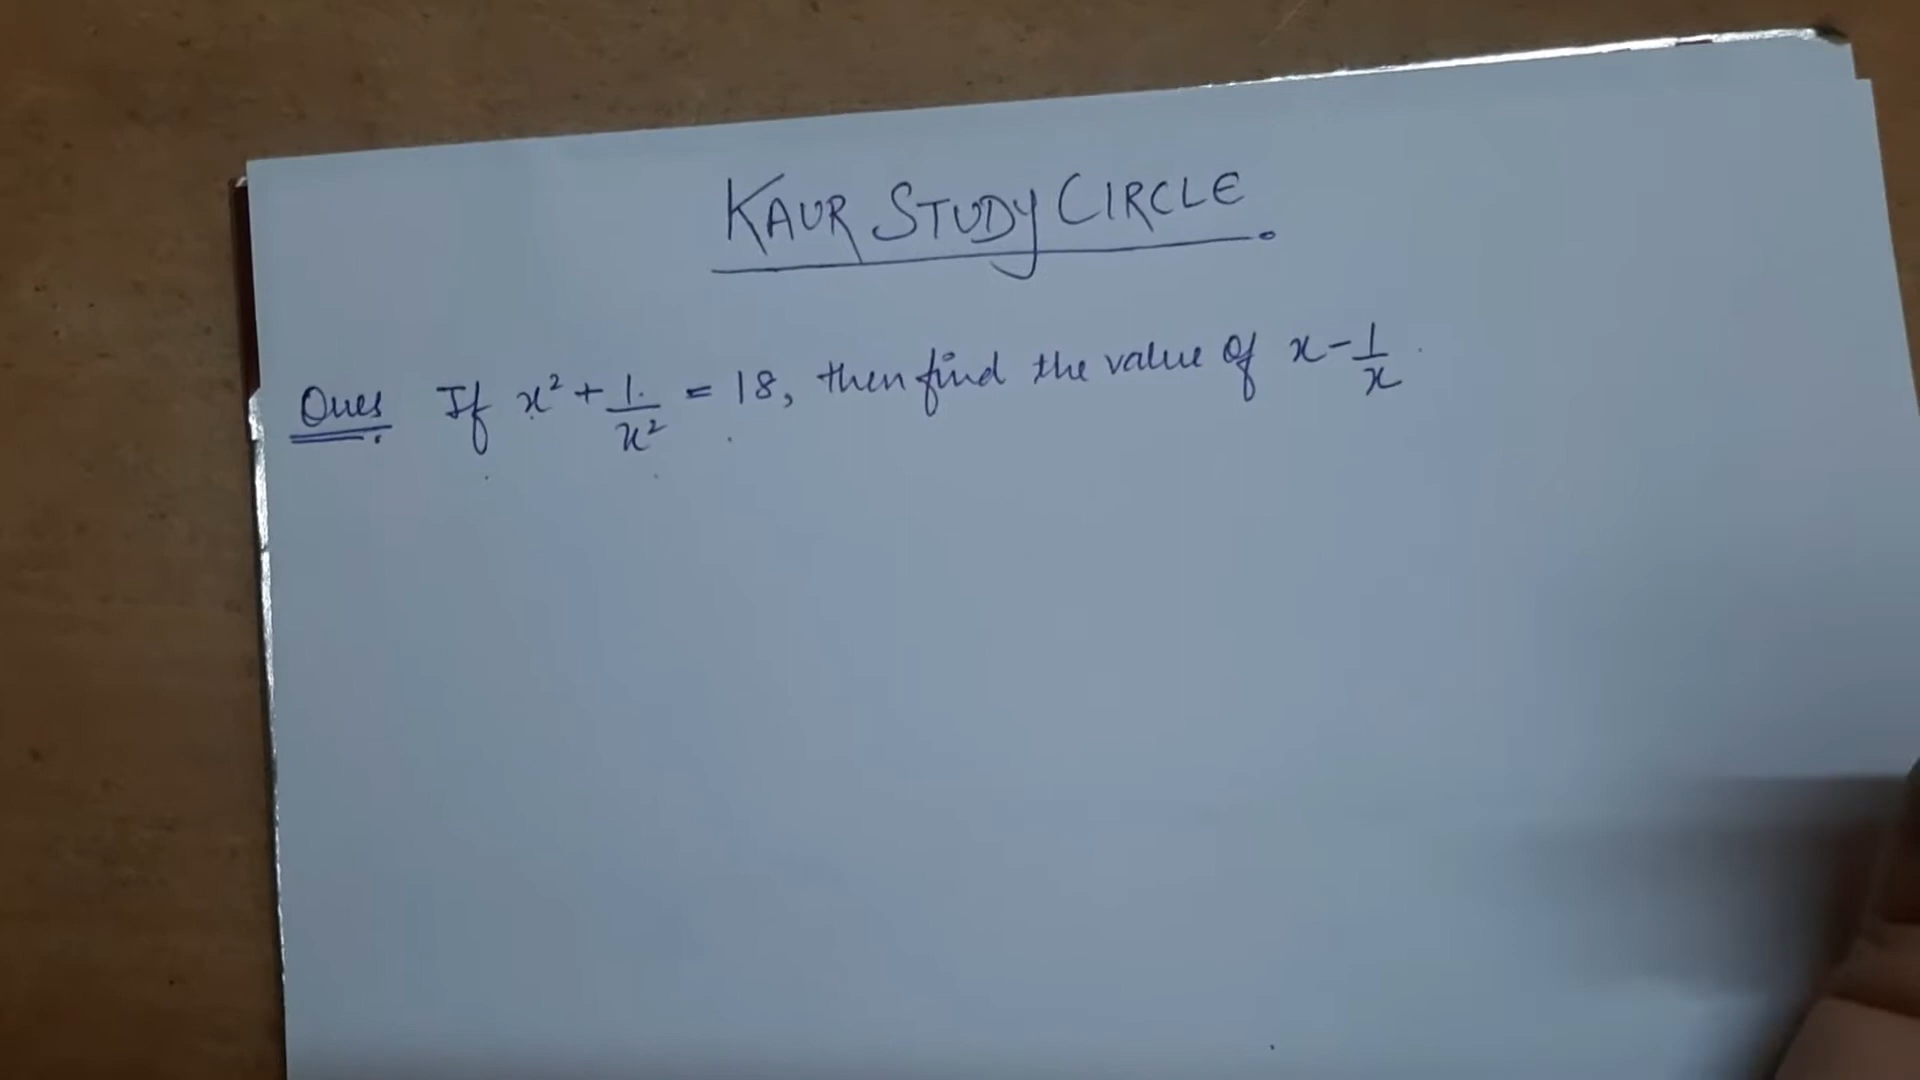 KAUR STUDY CIRCLE.
Ques. If x² + 1/x² = 18, then find the value of x - 1/x.